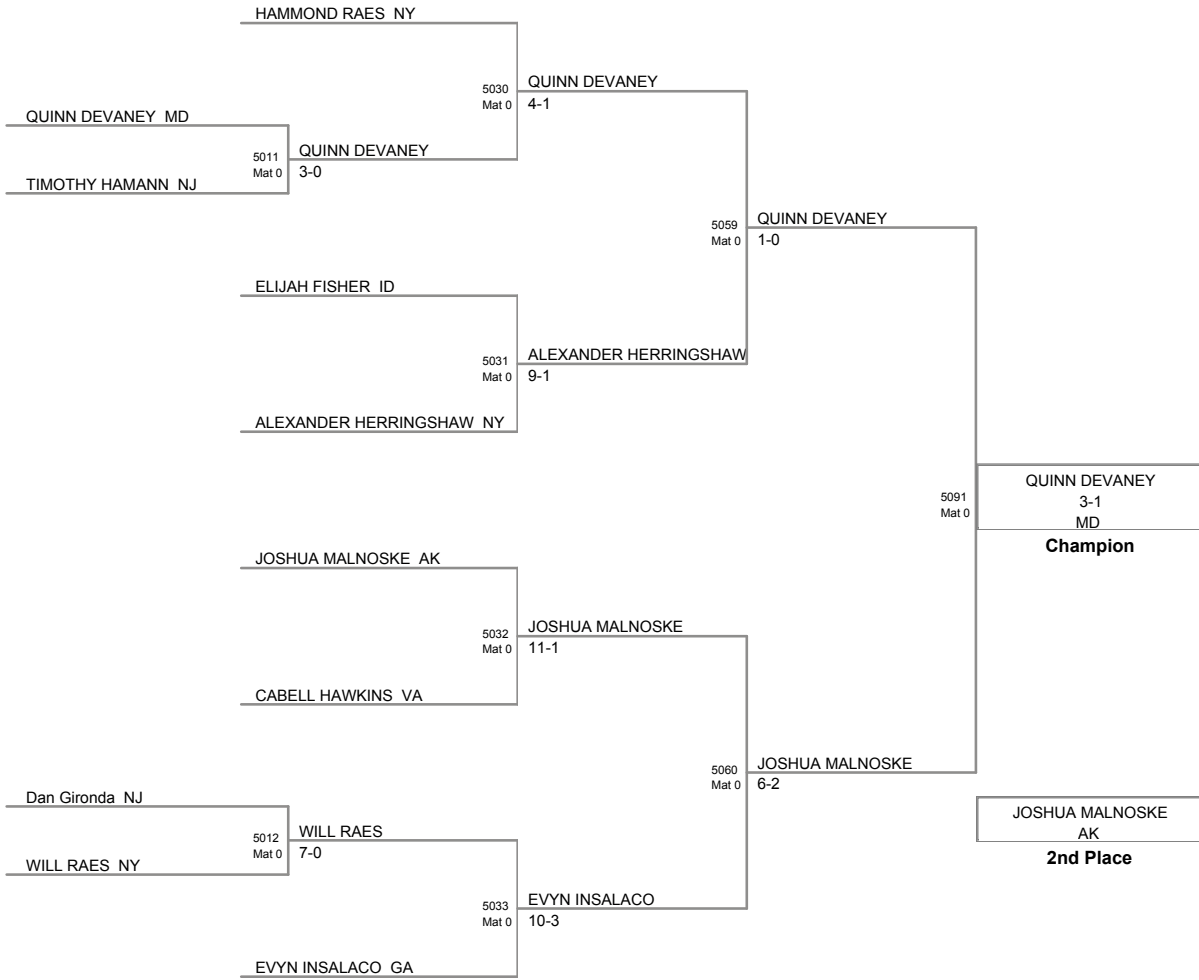 HAMMOND RAES NY
5030
Mat 0
QUINN DEVANEY
4-1
QUINN DEVANEY MD
5011
Mat 0
QUINN DEVANEY
3-0
TIMOTHY HAMANN NJ
5059
Mat 0
QUINN DEVANEY
1-0
ELIJAH FISHER ID
5031
Mat 0
ALEXANDER HERRINGSHAW
9-1
ALEXANDER HERRINGSHAW NY
5091
Mat 0
QUINN DEVANEY
3-1
MD
Champion
JOSHUA MALNOSKE AK
5032
Mat 0
JOSHUA MALNOSKE
11-1
CABELL HAWKINS VA
5060
Mat 0
JOSHUA MALNOSKE
6-2
Dan Gironda NJ
5012
Mat 0
WILL RAES
7-0
WILL RAES NY
JOSHUA MALNOSKE
AK
2nd Place
5033
Mat 0
EVYN INSALACO
10-3
EVYN INSALACO GA